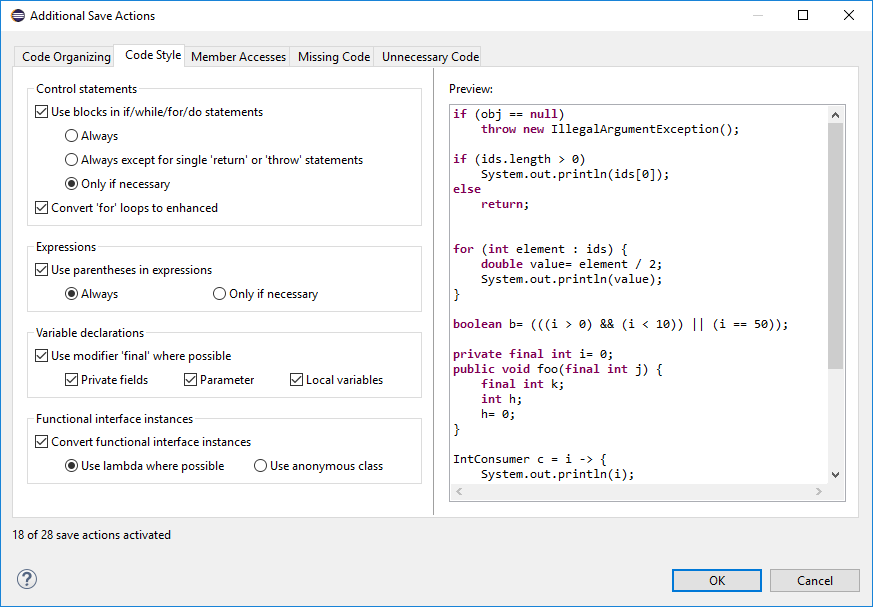 Additional Save Actions
Code Organizing
Code Style
Member Accesses
Missing Code
Unnecessary Code
Control statements
Use blocks in if/while/for/do statements
Always
Always except for single 'return' or 'throw' statements
Only if necessary
Convert 'for' loops to enhanced
Expressions
Use parentheses in expressions
Always
Only if necessary
Variable declarations
Use modifier 'final' where possible
Private fields
Parameter
Local variables
Functional interface instances
Convert functional interface instances
Use lambda where possible
Use anonymous class
Preview:
if (obj == null)
    throw new IllegalArgumentException();
if (ids.length > 0)
    System.out.println(ids[0]);
else
    return;
for (int element : ids) {
    double value= element / 2;
    System.out.println(value);
}
boolean b= (((i > 0) && (i < 10)) || (i == 50));
private final int i= 0;
public void foo(final int j) {
    final int k;
    int h;
    h= 0;
}
IntConsumer c = i -> {
    System.out.println(i);
18 of 28 save actions activated
?
OK
Cancel